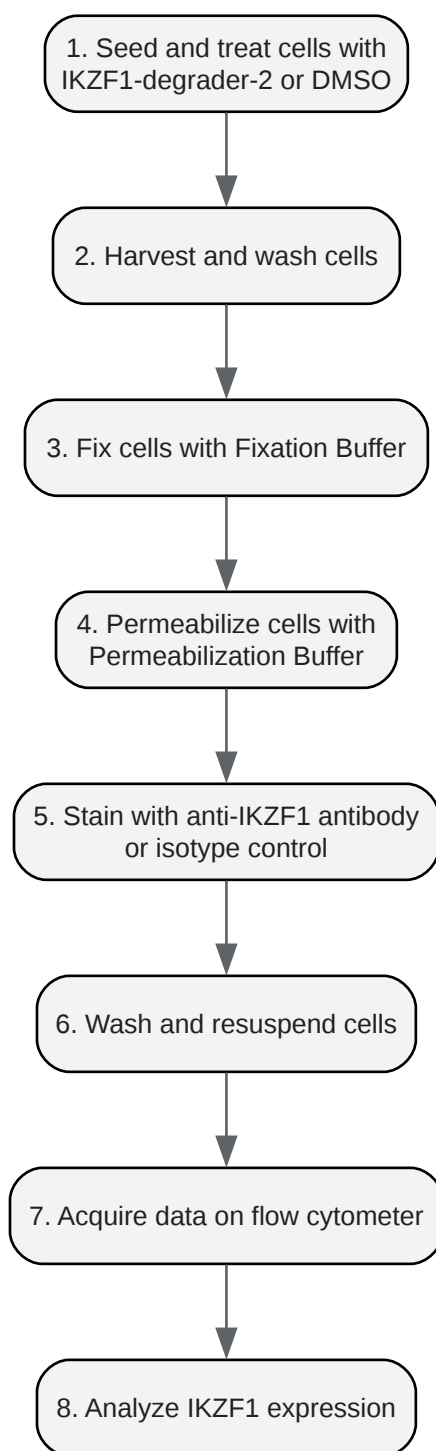 1. Seed and treat cells with
IKZF1-degrader-2 or DMSO
2. Harvest and wash cells
3. Fix cells with Fixation Buffer
4. Permeabilize cells with
Permeabilization Buffer
5. Stain with anti-IKZF1 antibody
or isotype control
6. Wash and resuspend cells
7. Acquire data on flow cytometer
8. Analyze IKZF1 expression